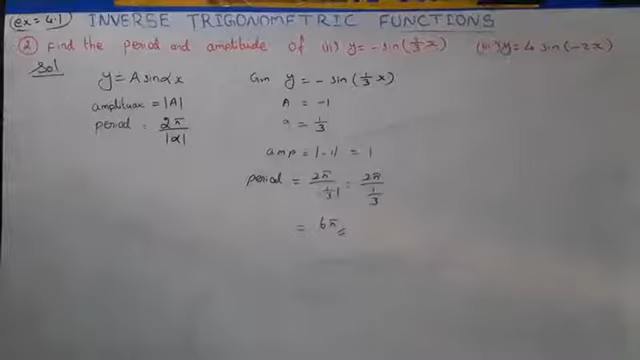 ex = 4.1) INVERSE TRIGONOMETRIC FUNCTIONS
② Find the period and amplitude of (ii) y = - sin(1/3 x) (iii) y = 4 sin(-2x)
Sol
y = A sin αx
amplitude = |A|
period = 2π/|α|
Gvn y = - sin(1/3 x)
A = -1
α = 1/3
amp = |-1| = 1
period = 2π/|1/3| = 2π/(1/3)
= 6π